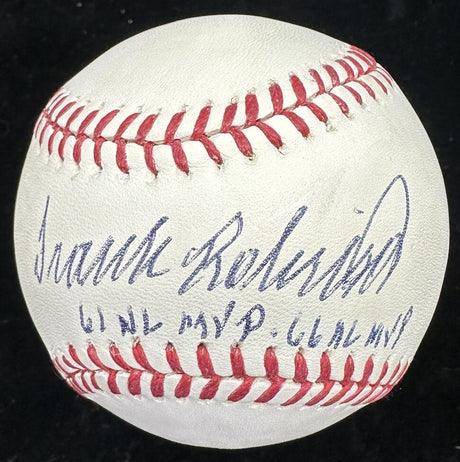 Frank Robinson
61 NL MVP - 66 AL MVP